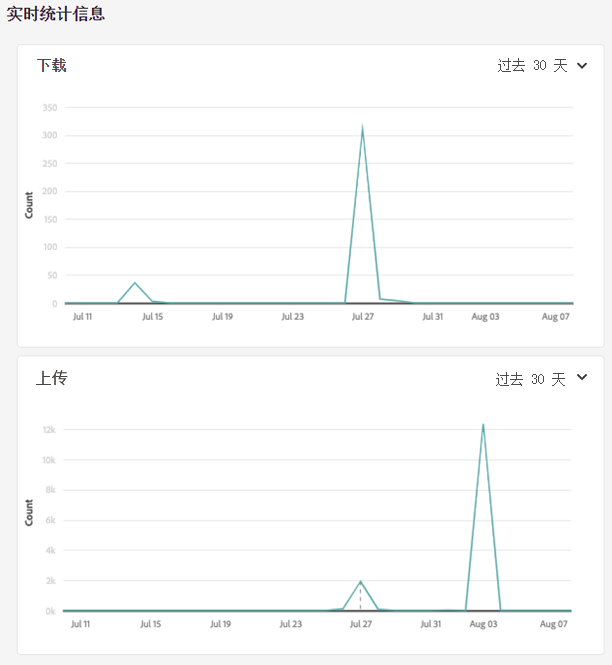 实时统计信息
下载
过去 30 天
350
300
250
200
150
100
50
0
Count
Jul 11 Jul 15 Jul 19 Jul 23 Jul 27 Jul 31 Aug 03 Aug 07
上传
过去 30 天
12k
10k
8k
6k
4k
2k
0k
Count
Jul 11 Jul 15 Jul 19 Jul 23 Jul 27 Jul 31 Aug 03 Aug 07